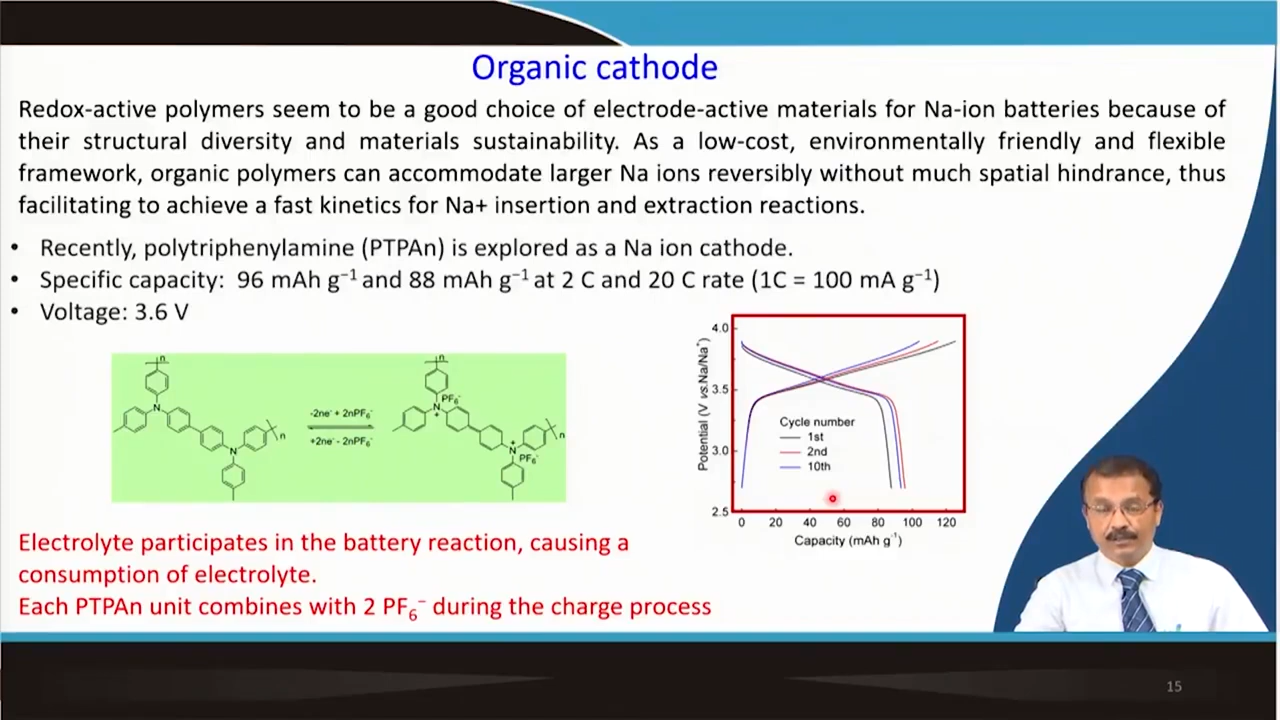 Organic cathode
Redox-active polymers seem to be a good choice of electrode-active materials for Na-ion batteries because of
their structural diversity and materials sustainability. As a low-cost, environmentally friendly and flexible
framework, organic polymers can accommodate larger Na ions reversibly without much spatial hindrance, thus
facilitating to achieve a fast kinetics for Na+ insertion and extraction reactions.
• Recently, polytriphenylamine (PTPAn) is explored as a Na ion cathode.
• Specific capacity: 96 mAh g⁻¹ and 88 mAh g⁻¹ at 2 C and 20 C rate (1C = 100 mA g⁻¹)
• Voltage: 3.6 V
n
N
N
n
-2ne⁻ + 2nPF₆⁻
+2ne⁻ - 2nPF₆⁻
n
PF₆⁻
N
+
+
N
n
PF₆⁻
Potential (V vs.Na/Na⁺)
4.0
3.5
3.0
2.5
Cycle number
1st
2nd
10th
0 20 40 60 80 100 120
Capacity (mAh g⁻¹)
Electrolyte participates in the battery reaction, causing a
consumption of electrolyte.
Each PTPAn unit combines with 2 PF₆⁻ during the charge process
15